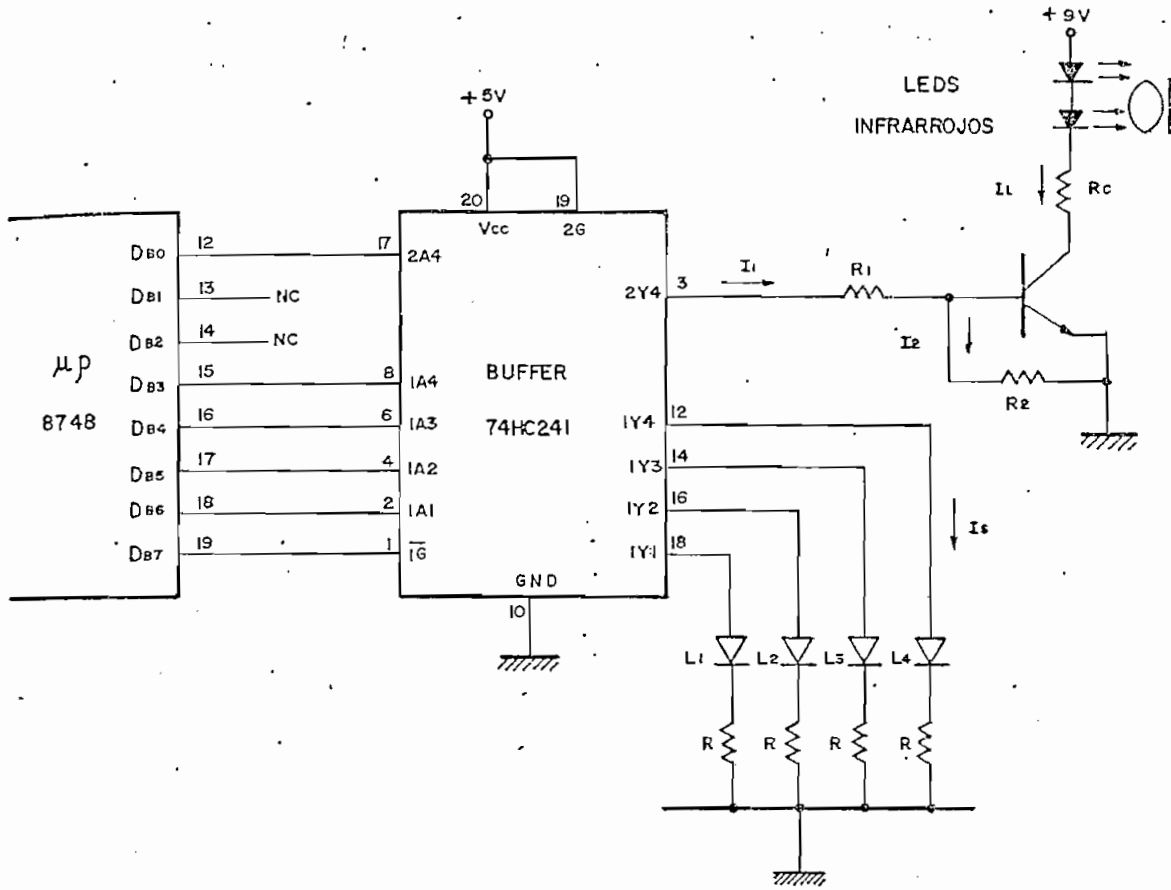 +9V
LEDS
INFRARROJOS
+5V
20
19
Vcc
2G
IL
RC
μp
8748
DB0
12
17
2A4
DB1
13
NC
DB2
14
NC
DB3
15
8
1A4
DB4
16
6
1A3
DB5
17
4
1A2
DB6
18
2
1A1
DB7
19
1
1G
BUFFER
74HC241
GND
10
2Y4
3
I1
R1
I2
R2
1Y4
12
1Y3
14
1Y2
16
1Y1
18
Is
L1
L2
L3
L4
R
R
R
R